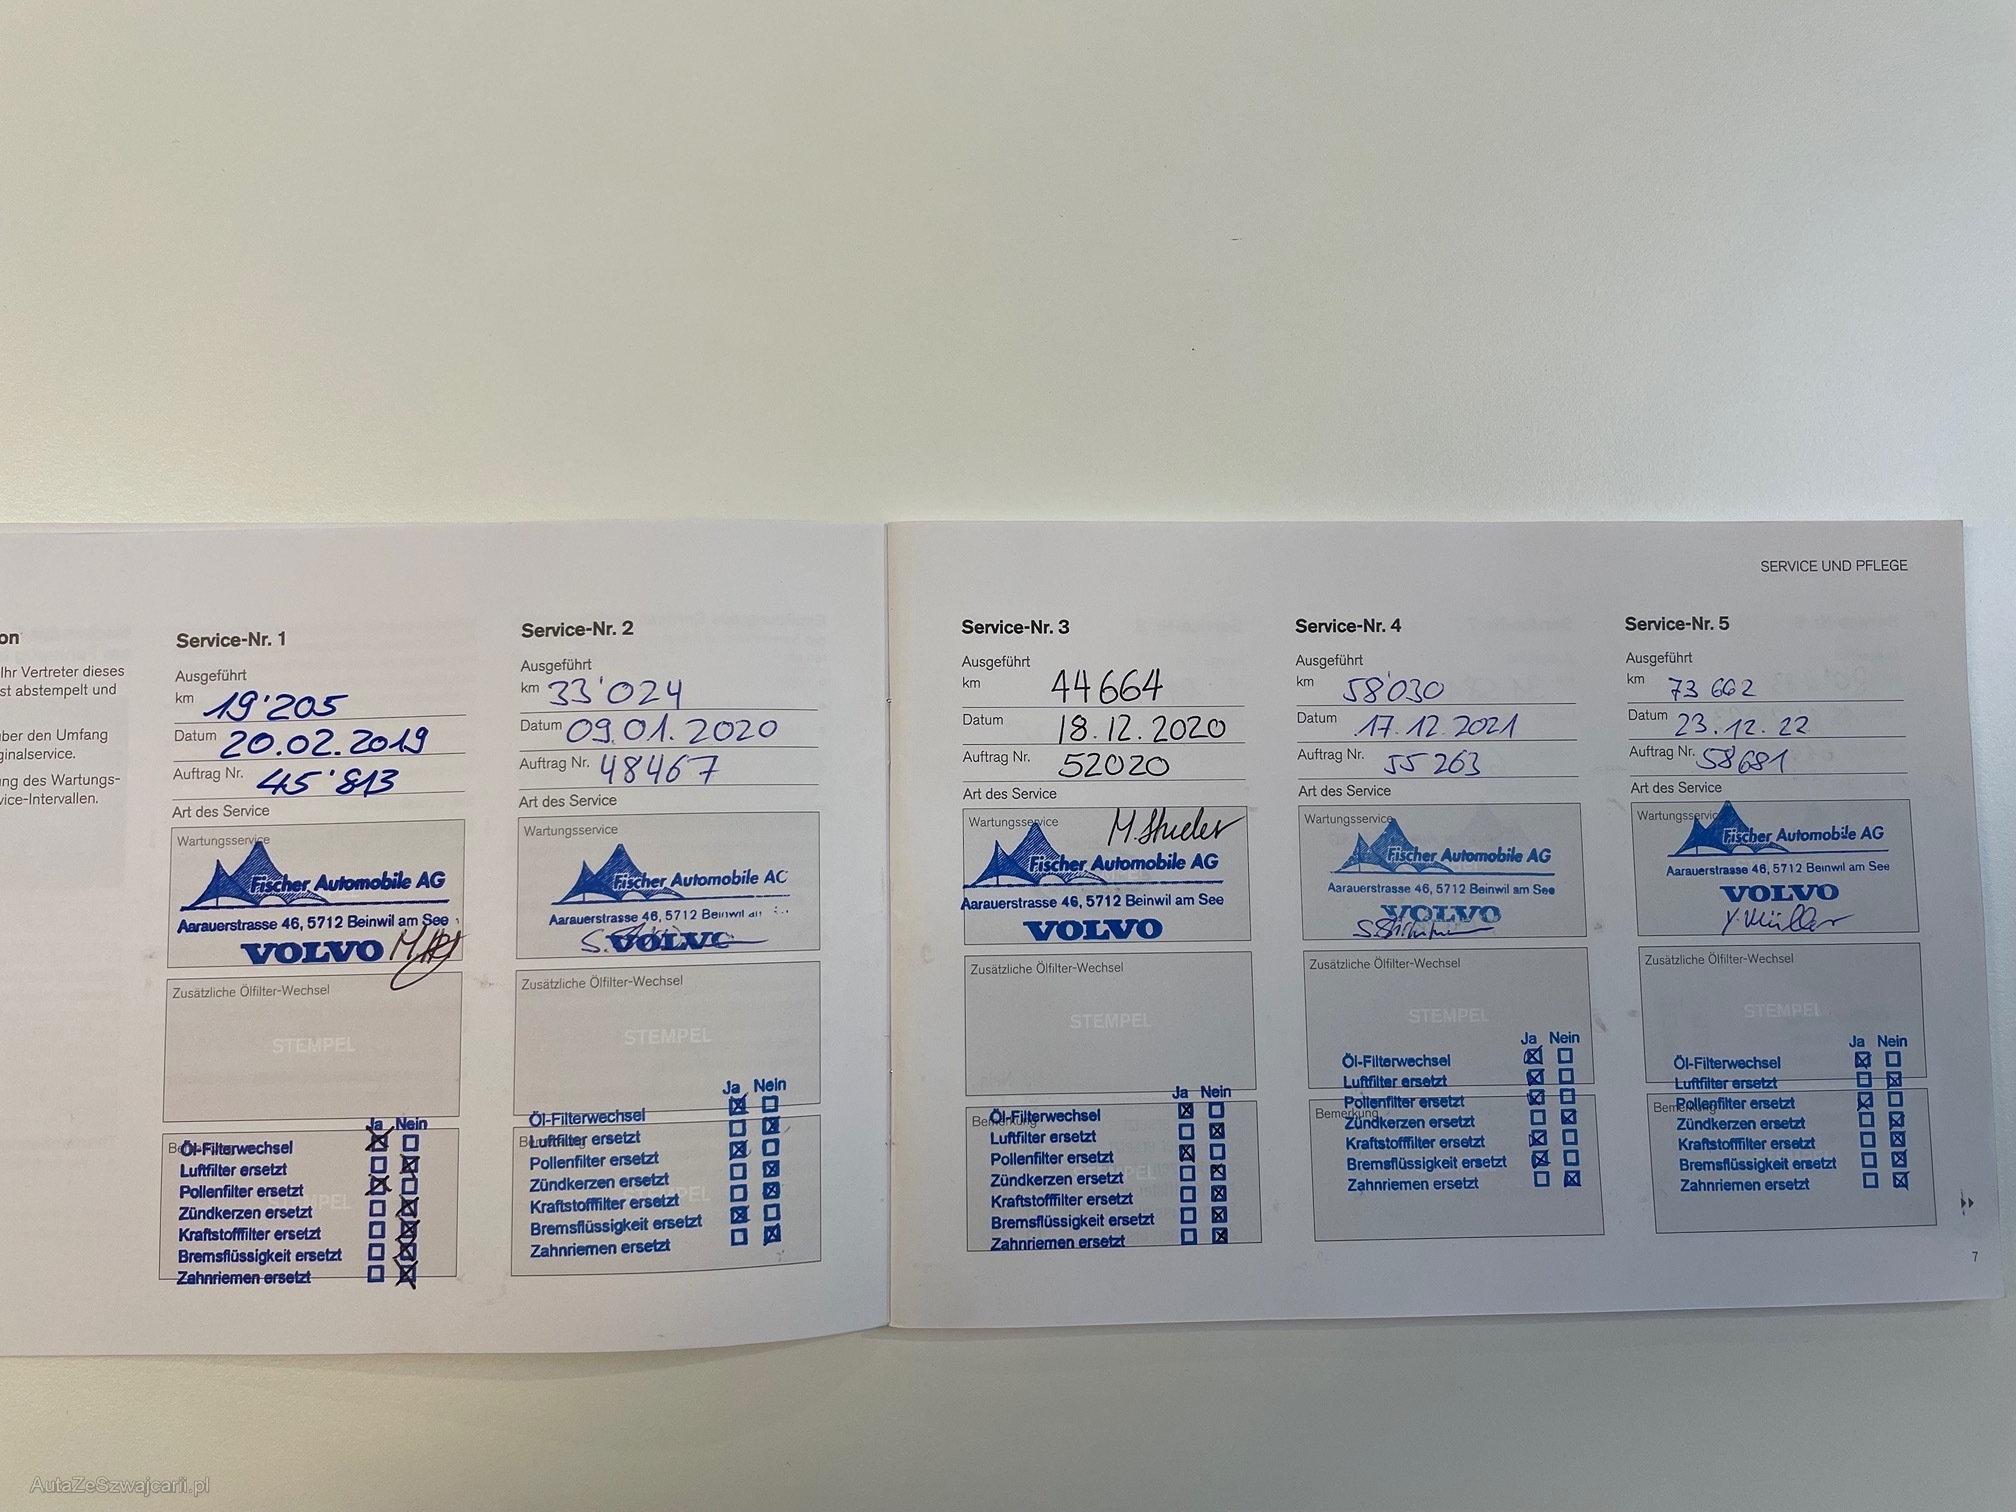 on
Ihr Vertreter dieses
st abstempelt und
ber den Umfang
ginalservice.
ng des Wartungs-
vice-Intervallen.
Service-Nr. 1
Ausgeführt
km 19'205
Datum 20.02.2019
Auftrag Nr. 45'813
Art des Service
Wartungsservice
Fischer Automobile AG
Aarauerstrasse 46, 5712 Beinwil am See
VOLVO
Zusätzliche Ölfilter-Wechsel
STEMPEL
Ja Nein
Öl-Filterwechsel
Luftfilter ersetzt
Pollenfilter ersetzt
Zündkerzen ersetzt
Kraftstofffilter ersetzt
Bremsflüssigkeit ersetzt
Zahnriemen ersetzt
Service-Nr. 2
Ausgeführt
km 33'024
Datum 09.01.2020
Auftrag Nr. 48467
Art des Service
Wartungsservice
Fischer Automobile AG
Aarauerstrasse 46, 5712 Beinwil am
VOLVO
Zusätzliche Ölfilter-Wechsel
STEMPEL
Ja Nein
Öl-Filterwechsel
Luftfilter ersetzt
Pollenfilter ersetzt
Zündkerzen ersetzt
Kraftstofffilter ersetzt
Bremsflüssigkeit ersetzt
Zahnriemen ersetzt
SERVICE UND PFLEGE
Service-Nr. 3
Ausgeführt
km 44664
Datum 18.12.2020
Auftrag Nr. 52020
Art des Service
Wartungsservice
Fischer Automobile AG
Aarauerstrasse 46, 5712 Beinwil am See
VOLVO
Zusätzliche Ölfilter-Wechsel
STEMPEL
Ja Nein
Bemerkung
Öl-Filterwechsel
Luftfilter ersetzt
Pollenfilter ersetzt
Zündkerzen ersetzt
Kraftstofffilter ersetzt
Bremsflüssigkeit ersetzt
Zahnriemen ersetzt
Service-Nr. 4
Ausgeführt
km 58'030
Datum 17.12.2021
Auftrag Nr. 55263
Art des Service
Wartungsservice
Fischer Automobile AG
Aarauerstrasse 46, 5712 Beinwil am See
VOLVO
Zusätzliche Ölfilter-Wechsel
STEMPEL
Ja Nein
Öl-Filterwechsel
Luftfilter ersetzt
Pollenfilter ersetzt
Bemerkung
Zündkerzen ersetzt
Kraftstofffilter ersetzt
Bremsflüssigkeit ersetzt
Zahnriemen ersetzt
Service-Nr. 5
Ausgeführt
km 73 662
Datum 23.12.22
Auftrag Nr. 58681
Art des Service
Wartungsservice
Fischer Automobile AG
Aarauerstrasse 46, 5712 Beinwil am See
VOLVO
Y. Müller
Zusätzliche Ölfilter-Wechsel
STEMPEL
Ja Nein
Öl-Filterwechsel
Luftfilter ersetzt
Pollenfilter ersetzt
Bemerkung
Zündkerzen ersetzt
Kraftstofffilter ersetzt
Bremsflüssigkeit ersetzt
Zahnriemen ersetzt
7
AutaZeSzwajcarii.pl